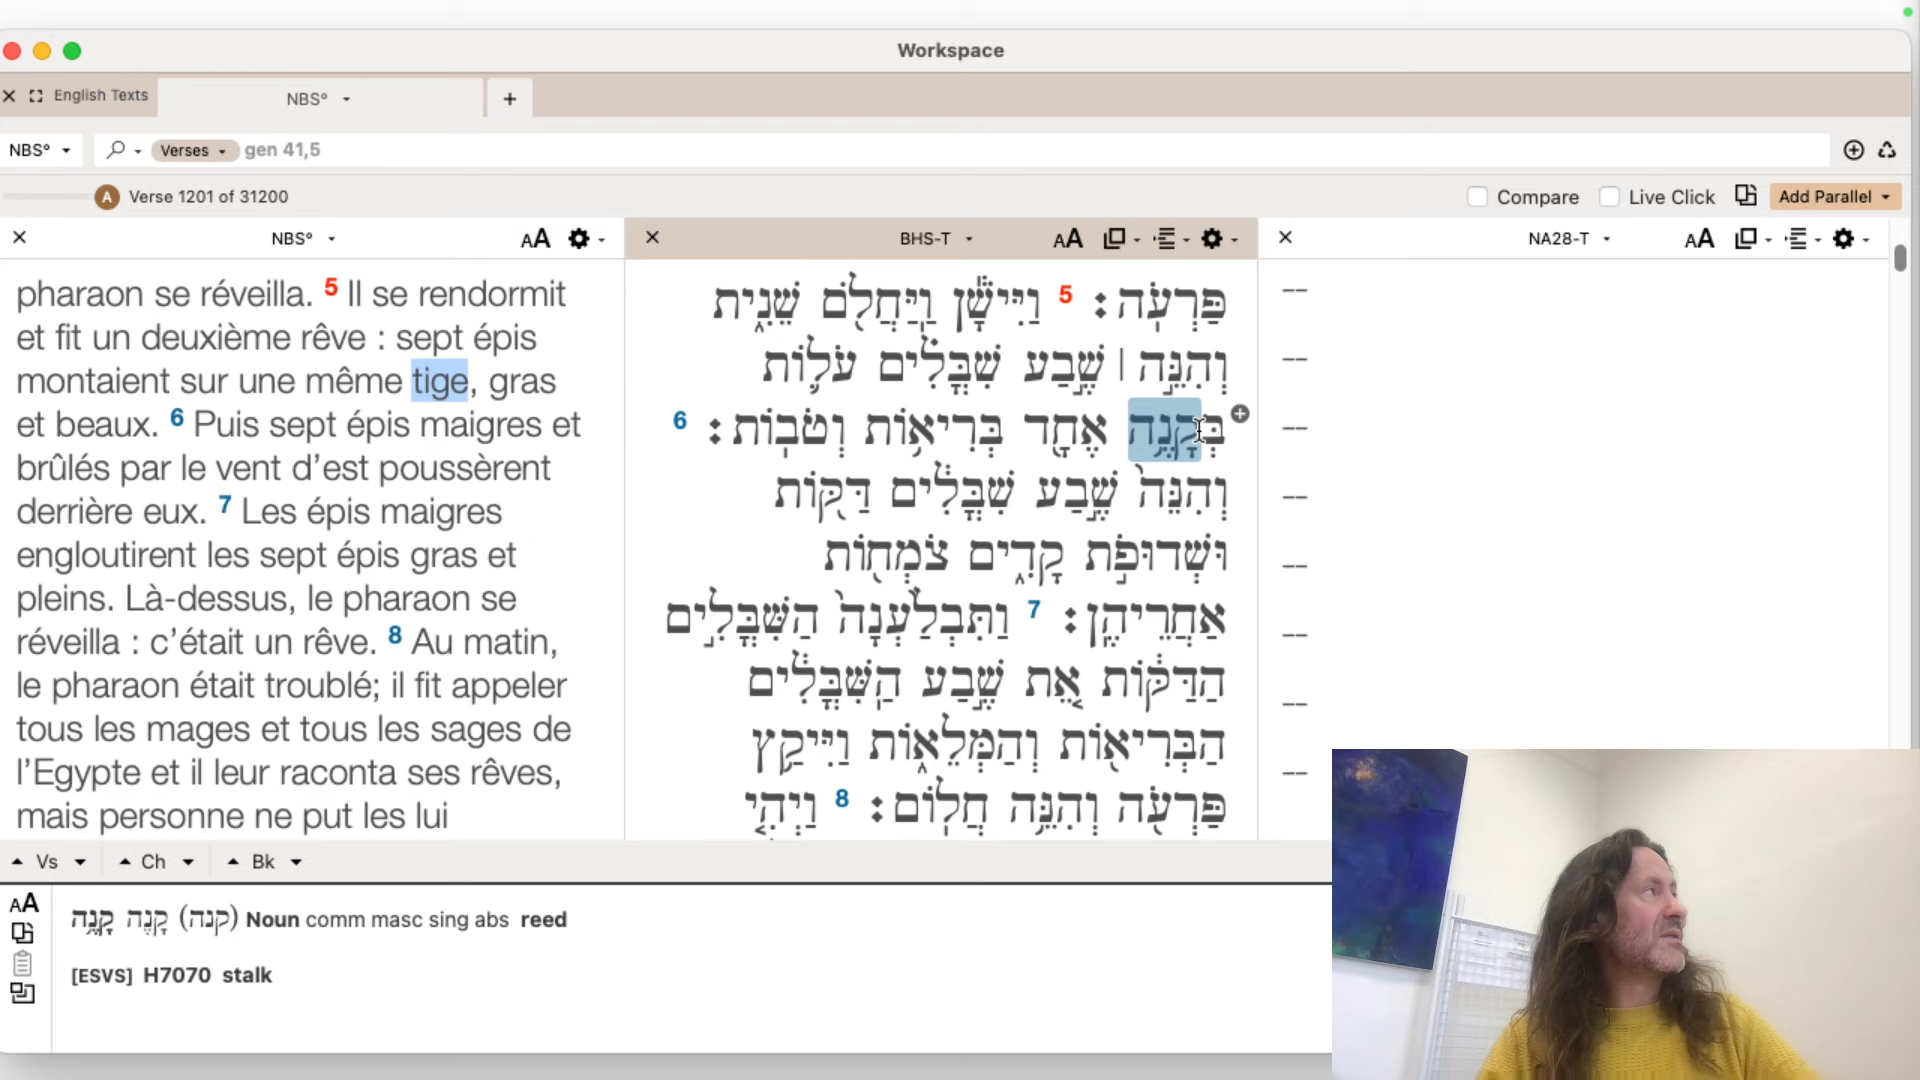 Workspace
English Texts
NBS°
+
NBS°
Verses
gen 41,5
A
Verse 1201 of 31200
Compare
Live Click
Add Parallel
NBS°
AA
BHS-T
AA
NA28-T
AA
pharaon se réveilla. 5 Il se rendormit
et fit un deuxième rêve : sept épis
montaient sur une même tige, gras
et beaux. 6 Puis sept épis maigres et
brûlés par le vent d’est poussèrent
derrière eux. 7 Les épis maigres
engloutirent les sept épis gras et
pleins. Là-dessus, le pharaon se
réveilla : c’était un rêve. 8 Au matin,
le pharaon était troublé; il fit appeler
tous les mages et tous les sages de
l’Egypte et il leur raconta ses rêves,
mais personne ne put les lui
פַּרְעֹֽה׃ 5 וַיִּישָׁ֕ן וַֽיַּחֲלֹ֖ם שֵׁנִ֑ית
וְהִנֵּ֣ה ׀ שֶׁ֣בַע שִׁבֳּלִ֗ים עֹל֛וֹת
בְּקָנֶ֥ה אֶחָ֖ד בְּרִיא֥וֹת וְטֹבֽוֹת׃ 6
וְהִנֵּה֙ שֶׁ֣בַע שִׁבֳּלִ֔ים דַּקּ֖וֹת
וּשְׁדוּפֹ֣ת קָדִ֑ים צֹמְח֖וֹת
אַחֲרֵיהֶֽן׃ 7 וַתִּבְלַ֙עְנָה֙ הַשִּׁבֳּלִ֣ים
הַדַּקּ֔וֹת אֵ֚ת שֶׁ֣בַע הַֽשִּׁבֳּלִ֔ים
הַבְּרִיא֖וֹת וְהַמְּלֵא֑וֹת וַיִּיקַ֥ץ
פַּרְעֹ֖ה וְהִנֵּ֥ה חֲלֽוֹם׃ 8 וַיְהִ֤י
Vs
Ch
Bk
AA
קָנֶ֥ה קָנֶה (קנה) Noun comm masc sing abs reed
[ESVS] H7070 stalk